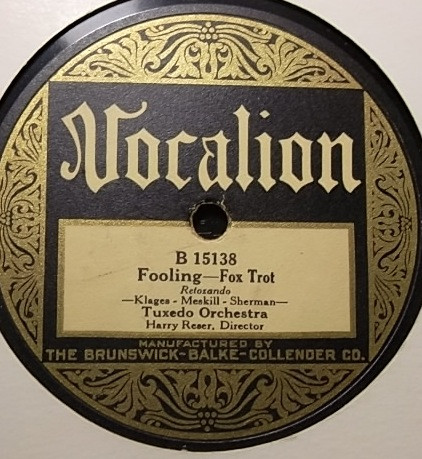 Vocalion
B 15138
Fooling—Fox Trot
Retozando
—Klages - Meskill - Sherman—
Tuxedo Orchestra
Harry Reser, Director
MANUFACTURED BY
THE BRUNSWICK-BALKE-COLLENDER CO.